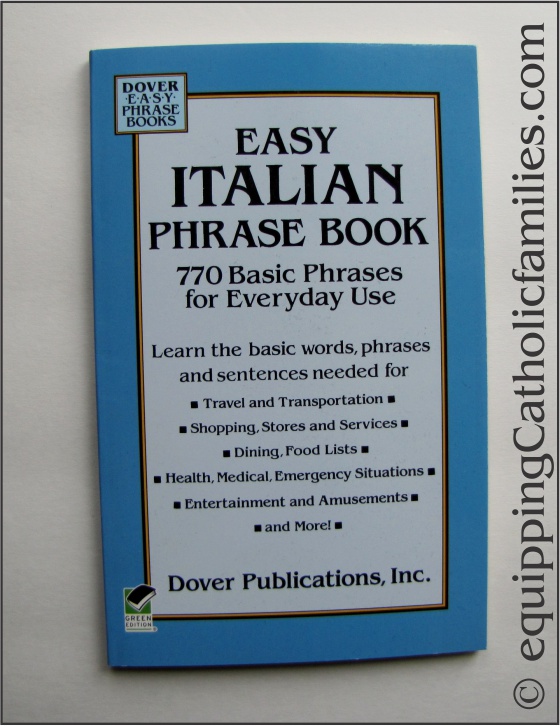 DOVER
·E·A·S·Y·
PHRASE
BOOKS
EASY
ITALIAN
PHRASE BOOK
770 Basic Phrases
for Everyday Use
Learn the basic words, phrases
and sentences needed for
■ Travel and Transportation ■
■ Shopping, Stores and Services ■
■ Dining, Food Lists ■
■ Health, Medical, Emergency Situations ■
■ Entertainment and Amusements ■
■ and More! ■
Dover Publications, Inc.
GREEN
EDITION
© equippingCatholicfamilies.com